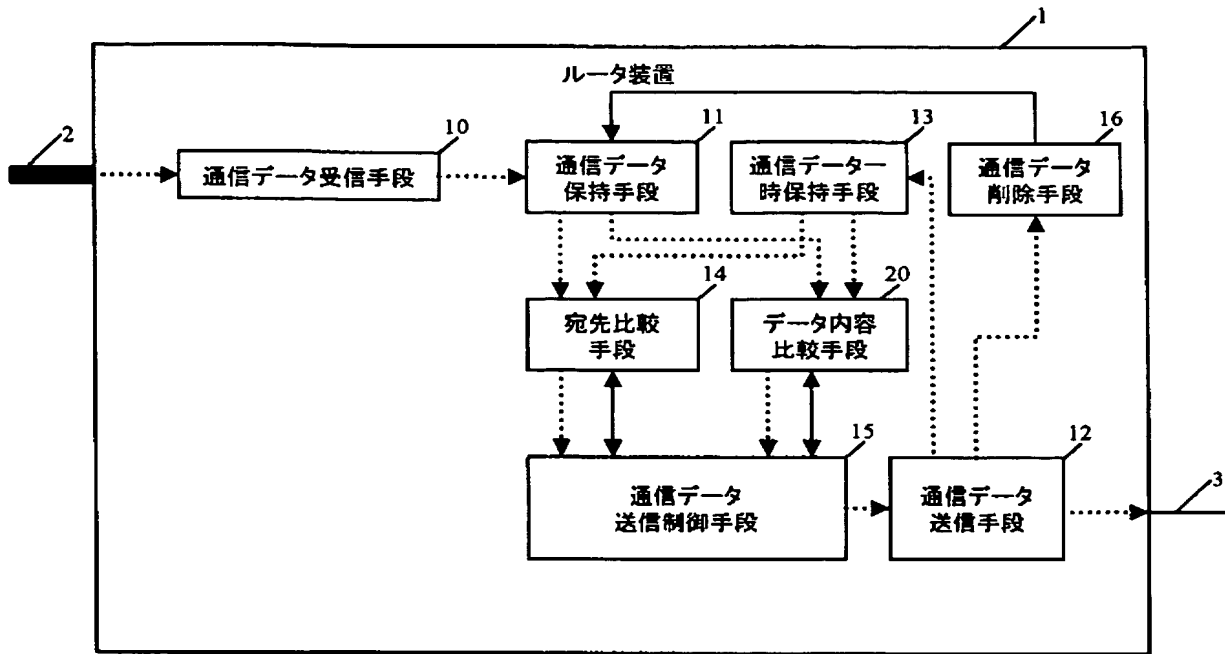 1
ルータ装置
2
10
11
13
16
通信データ受信手段
通信データ
保持手段
通信データ一
時保持手段
通信データ
削除手段
14
20
宛先比較
手段
データ内容
比較手段
15
12
通信データ
送信制御手段
通信データ
送信手段
3